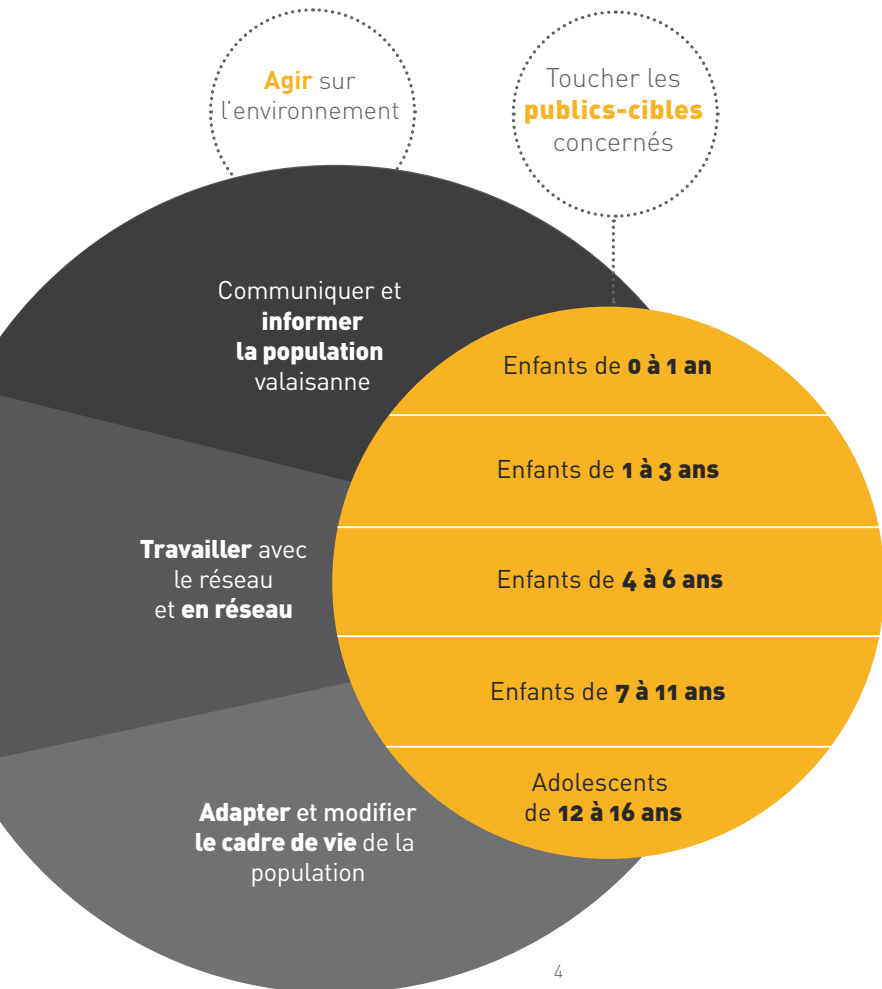 Agir sur
l’environnement
Toucher les
publics-cibles
concernés
Communiquer et
informer
la population
valaisanne
Travailler avec
le réseau
et en réseau
Adapter et modifier
le cadre de vie de la
population
Enfants de 0 à 1 an
Enfants de 1 à 3 ans
Enfants de 4 à 6 ans
Enfants de 7 à 11 ans
Adolescents
de 12 à 16 ans
4